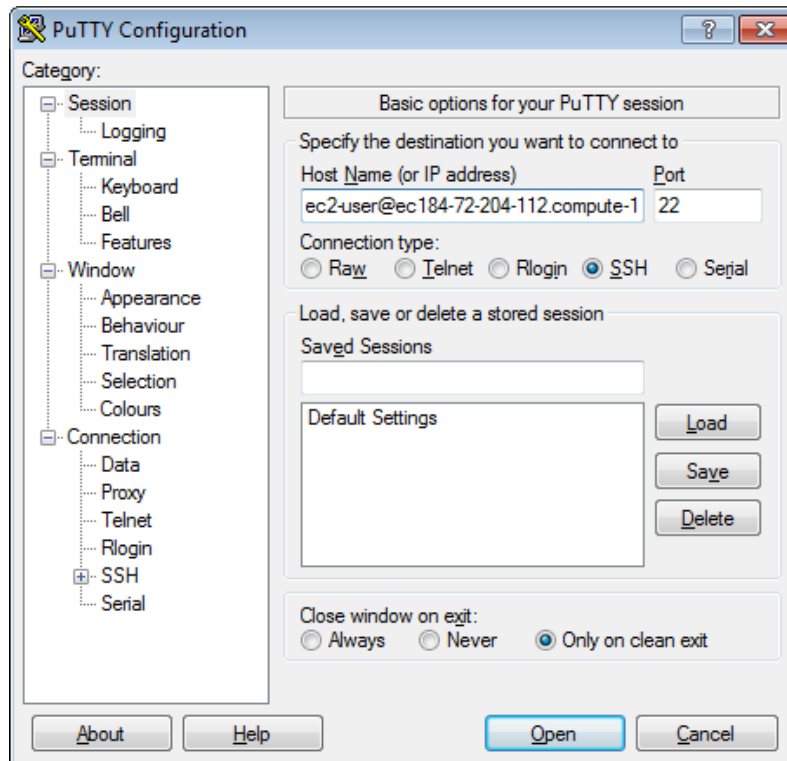 PuTTY Configuration
?
Category:
Session
Logging
Terminal
Keyboard
Bell
Features
Window
Appearance
Behaviour
Translation
Selection
Colours
Connection
Data
Proxy
Telnet
Rlogin
SSH
Serial
Basic options for your PuTTY session
Specify the destination you want to connect to
Host Name (or IP address) Port
ec2-user@ec184-72-204-112.compute-1 22
Connection type:
Raw Telnet Rlogin SSH Serial
Load, save or delete a stored session
Saved Sessions
Default Settings
Load
Save
Delete
Close window on exit:
Always Never Only on clean exit
About Help Open Cancel